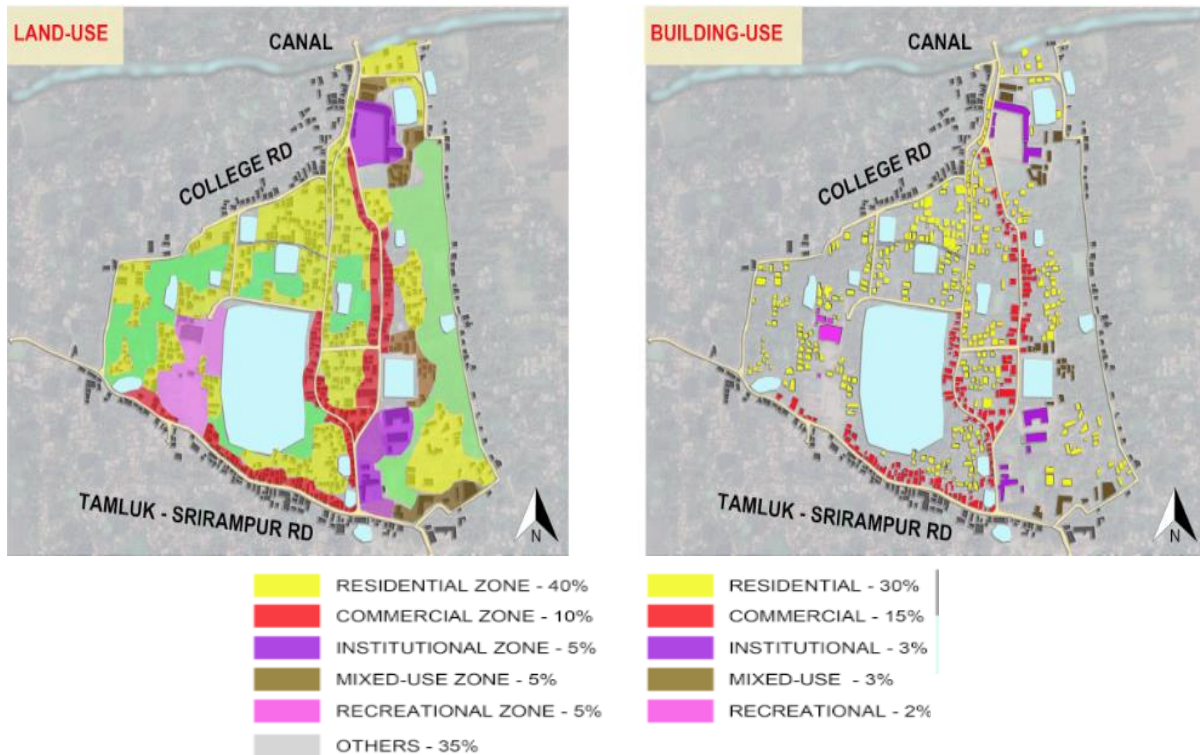 LAND-USE
CANAL
COLLEGE RD
TAMLUK - SRIRAMPUR RD
N
BUILDING-USE
CANAL
COLLEGE RD
TAMLUK - SRIRAMPUR RD
N
RESIDENTIAL ZONE - 40%
COMMERCIAL ZONE - 10%
INSTITUTIONAL ZONE - 5%
MIXED-USE ZONE - 5%
RECREATIONAL ZONE - 5%
OTHERS - 35%
RESIDENTIAL - 30%
COMMERCIAL - 15%
INSTITUTIONAL - 3%
MIXED-USE - 3%
RECREATIONAL - 2%